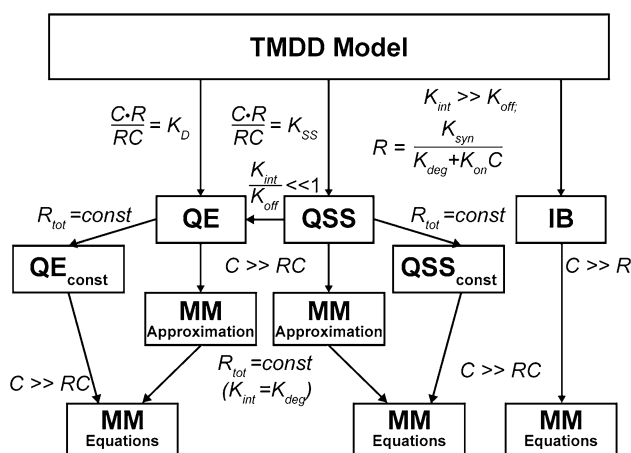 TMDD Model
C•R/RC = K_D
C•R/RC = K_SS
K_int >> K_off;
R = K_syn/(K_deg+K_on C)
K_int/K_off <<1
R_tot =const
QE
QSS
R_tot =const
IB
QE_const
C >> RC
QSS_const
C >> R
MM
Approximation
MM
Approximation
C >> RC
R_tot =const
(K_int =K_deg)
C >> RC
MM
Equations
MM
Equations
MM
Equations